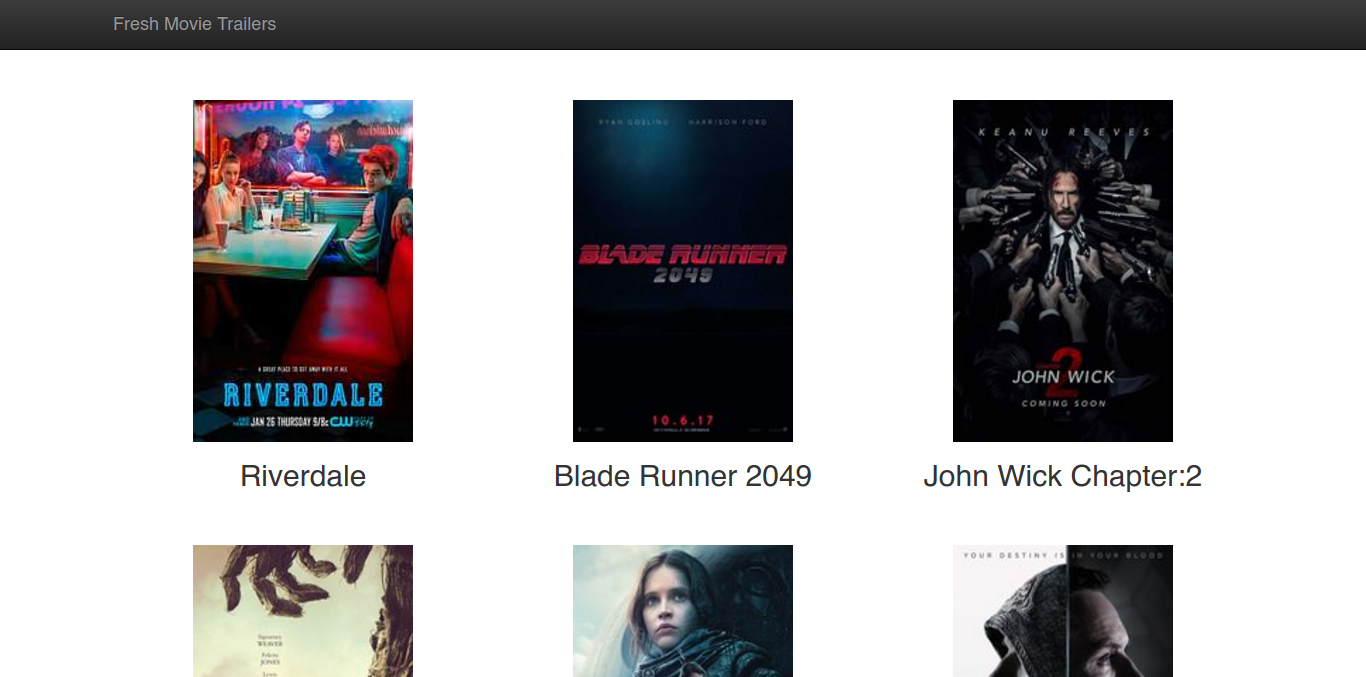 Fresh Movie Trailers
A GREAT PLACE TO GET AWAY WITH IT ALL
RIVERDALE
JAN 26 THURSDAY 9/8c CW
RYAN GOSLING HARRISON FORD
BLADE RUNNER
2049
10.6.17
KEANU REEVES
2
JOHN WICK
COMING SOON
Riverdale
Blade Runner 2049
John Wick Chapter:2
Sigourney
WEAVER
Felicity
JONES
Lewis
YOUR DESTINY IS IN YOUR BLOOD